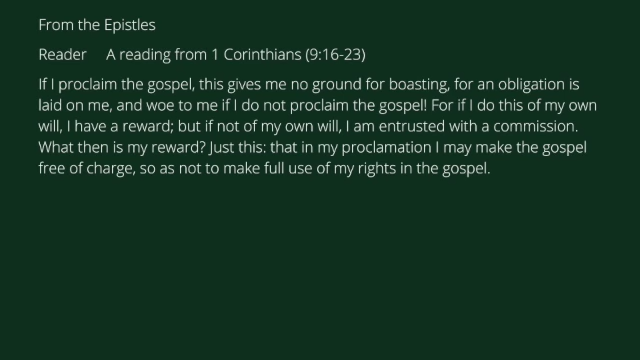 From the Epistles
Reader A reading from 1 Corinthians (9:16-23)
If I proclaim the gospel, this gives me no ground for boasting, for an obligation is
laid on me, and woe to me if I do not proclaim the gospel! For if I do this of my own
will, I have a reward; but if not of my own will, I am entrusted with a commission.
What then is my reward? Just this: that in my proclamation I may make the gospel
free of charge, so as not to make full use of my rights in the gospel.